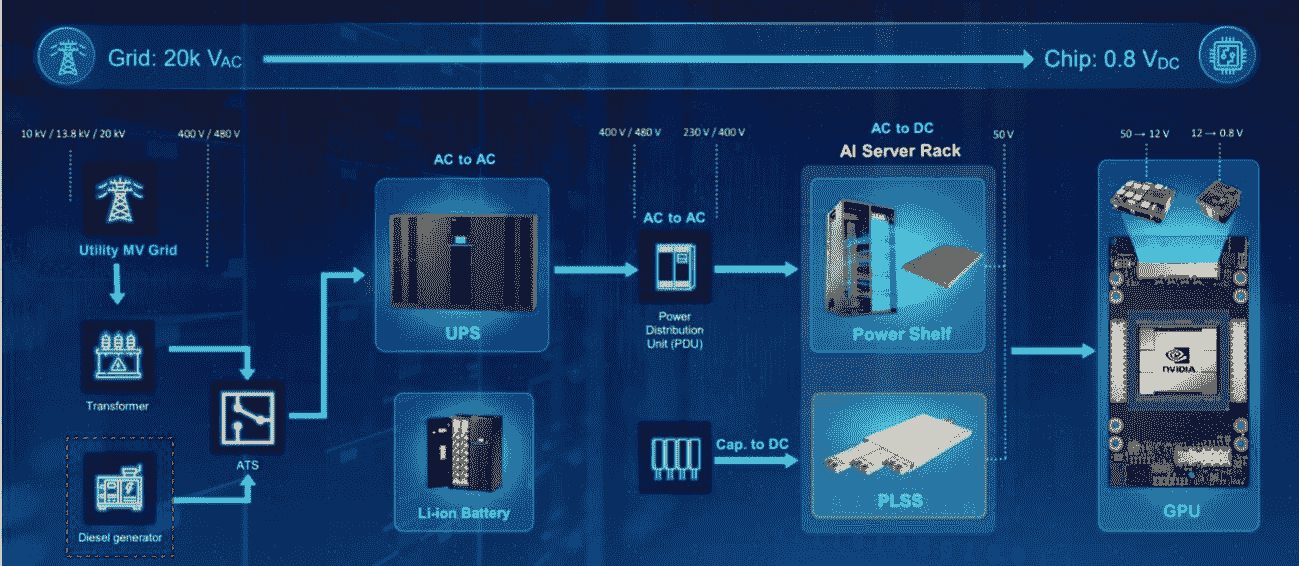 Grid: 20k VAC
Chip: 0.8 VDC
10 kV / 13.8 kV / 20 kV
400 V / 480 V
400 V / 480 V
230 V / 400 V
AC to DC
AI Server Rack
50 V
50 → 12 V
12 → 0.8 V
AC to AC
AC to AC
Utility MV Grid
UPS
Power
Distribution
Unit (PDU)
Power Shelf
NVIDIA
Transformer
ATS
Cap. to DC
Diesel generator
Li-ion Battery
PLSS
GPU